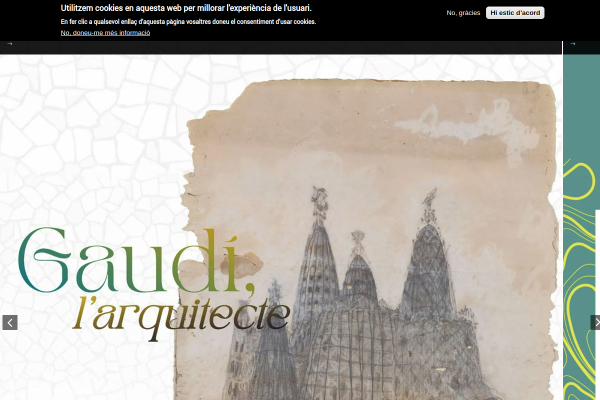 Utilitzem cookies en aquesta web per millorar l'experiència de l'usuari.
En fer clic a qualsevol enllaç d'aquesta pàgina vosaltres doneu el consentiment d'usar cookies.
No, doneu-me més informació
No, gràcies
Hi estic d'acord
Gaudí,
l'arquitecte